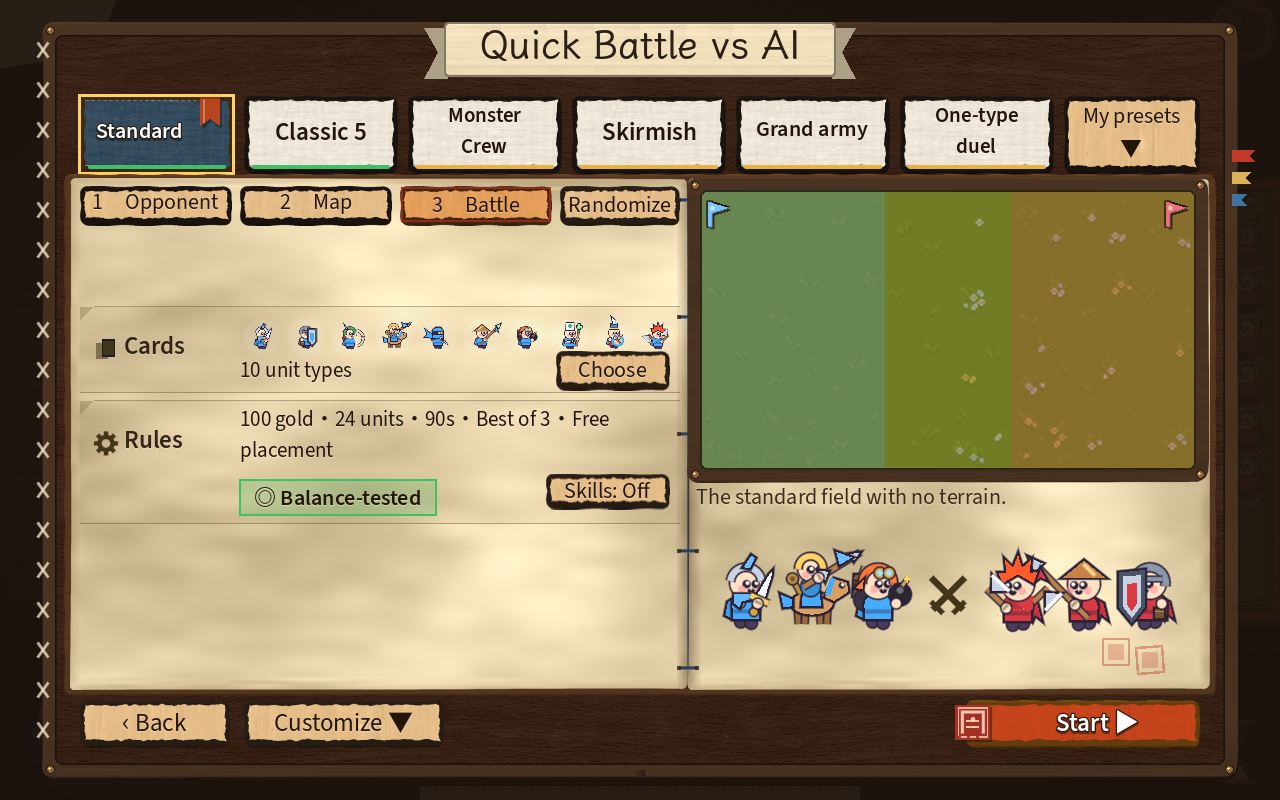 Quick Battle vs AI
Standard
Classic 5
Monster
Crew
Skirmish
Grand army
One-type
duel
My presets
▼
1 Opponent
2 Map
3 Battle
Randomize
Cards
10 unit types
Choose
Rules
100 gold • 24 units • 90s • Best of 3 • Free
placement
◎ Balance-tested
Skills: Off
The standard field with no terrain.
‹ Back
Customize ▼
Start ▶